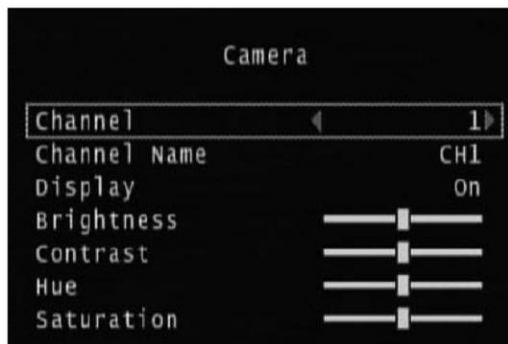 Camera
Channel 1
Channel Name CH1
Display On
Brightness
Contrast
Hue
Saturation